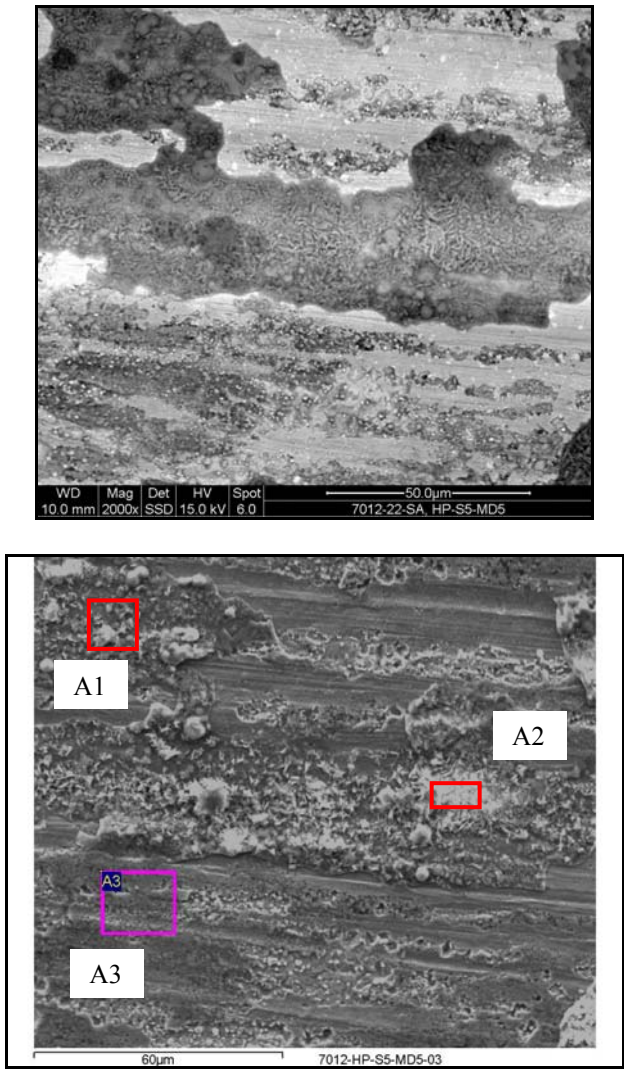 WD Mag Det HV Spot 50.0µm
10.0 mm 2000x SSD 15.0 kV 6.0 7012-22-SA, HP-S5-MD5
A1
A2
A3
A3
60µm 7012-HP-S5-MD5-03